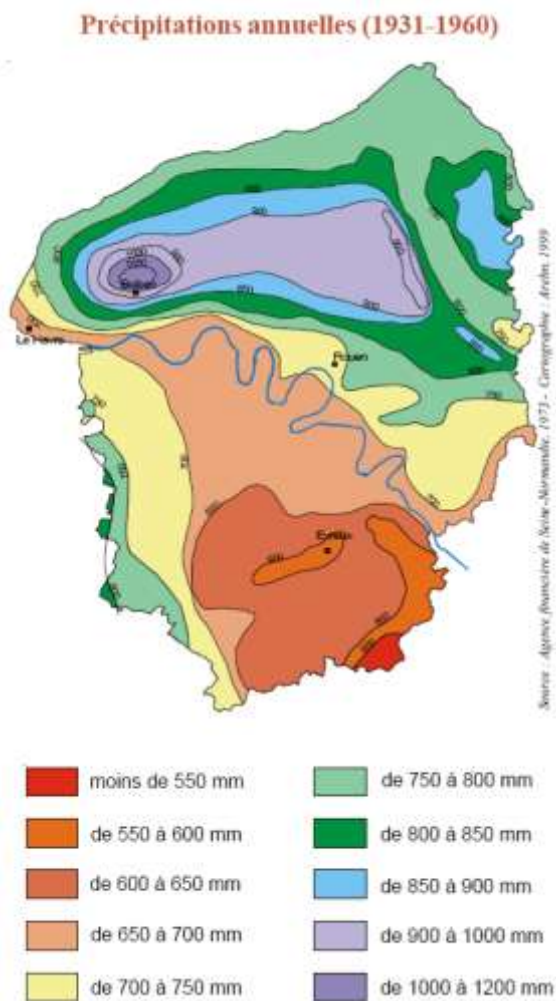 Précipitations annuelles (1931-1960)
Le Havre
Rouen
Evreux
Source : Agence financière de Seine-Normandie. 1973 - Cartographie : Arehn. 1999
moins de 550 mm
de 550 à 600 mm
de 600 à 650 mm
de 650 à 700 mm
de 700 à 750 mm
de 750 à 800 mm
de 800 à 850 mm
de 850 à 900 mm
de 900 à 1000 mm
de 1000 à 1200 mm